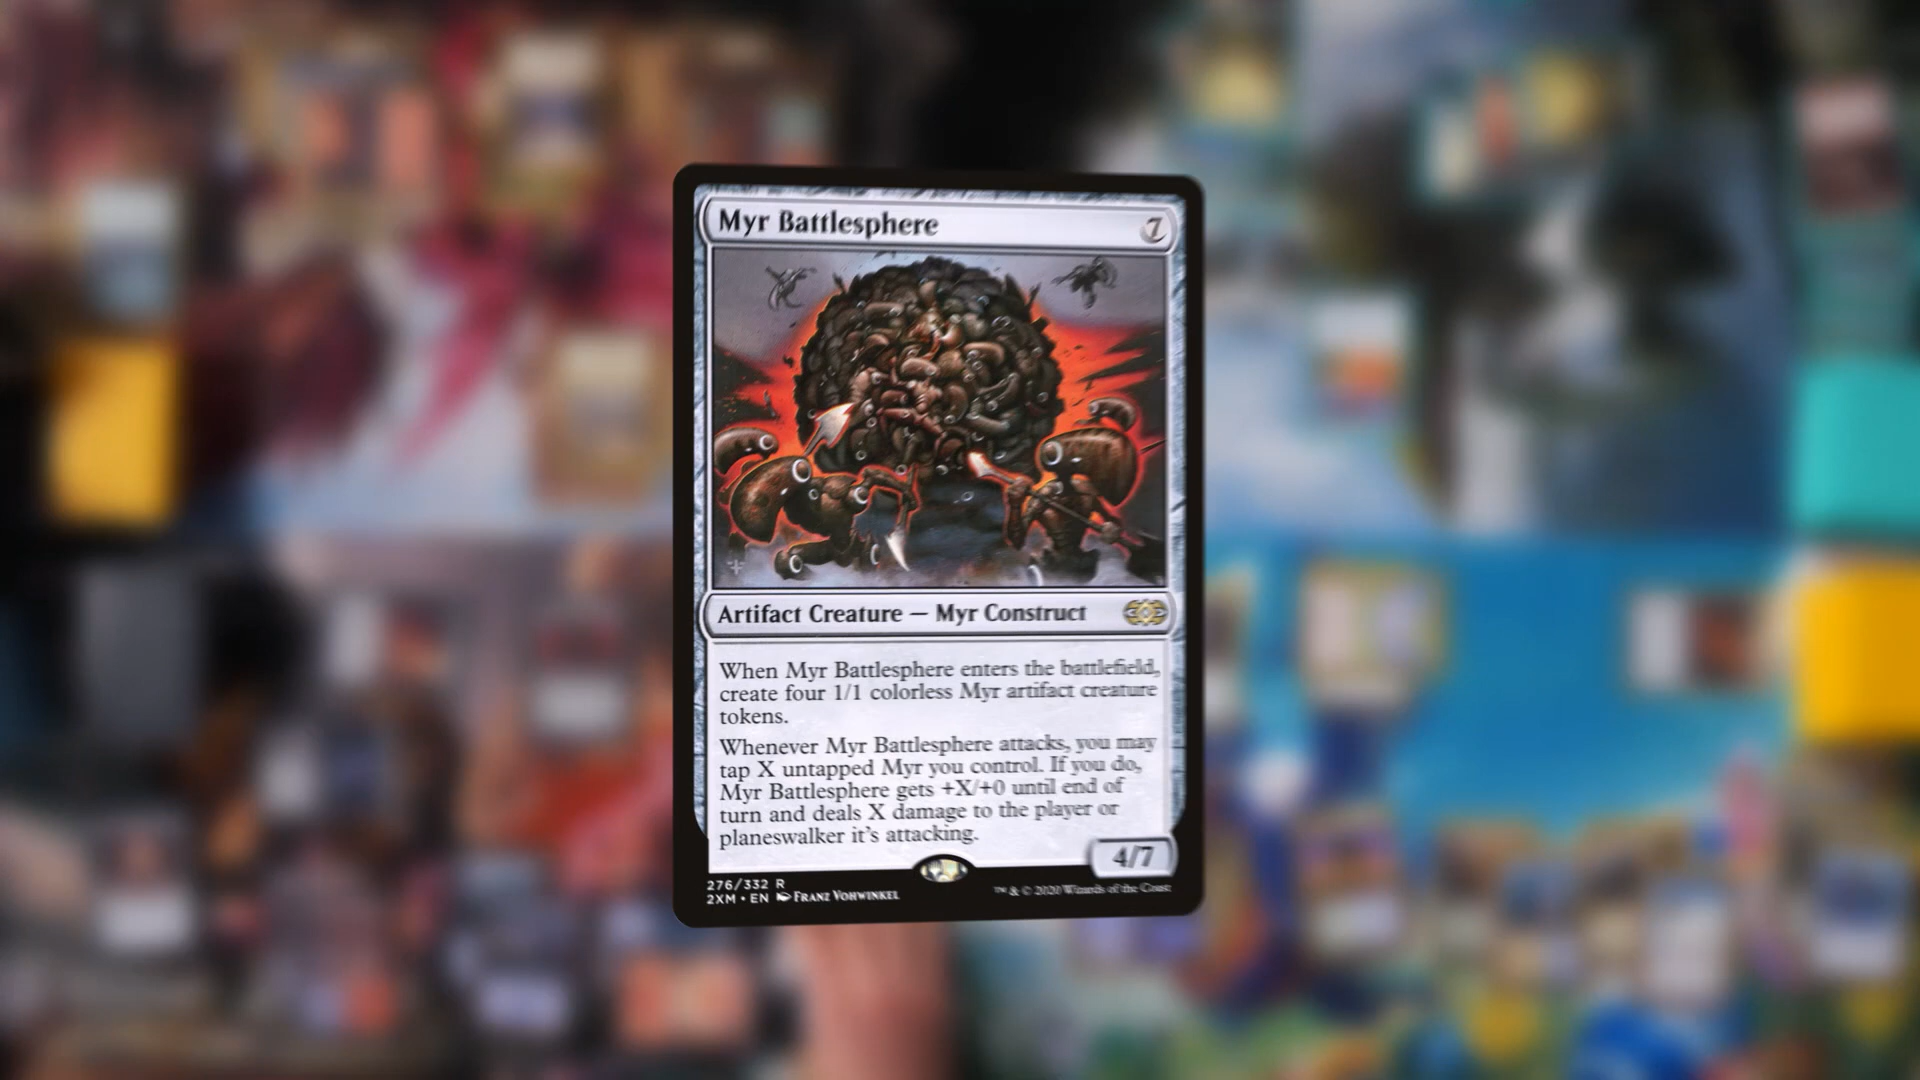 Myr Battlesphere
7
Artifact Creature — Myr Construct
When Myr Battlesphere enters the battlefield,
create four 1/1 colorless Myr artifact creature
tokens.
Whenever Myr Battlesphere attacks, you may
tap X untapped Myr you control. If you do,
Myr Battlesphere gets +X/+0 until end of
turn and deals X damage to the player or
planeswalker it's attacking.
4/7
276/332 R
2XM • EN Franz Vohwinkel
™ & © 2020 Wizards of the Coast